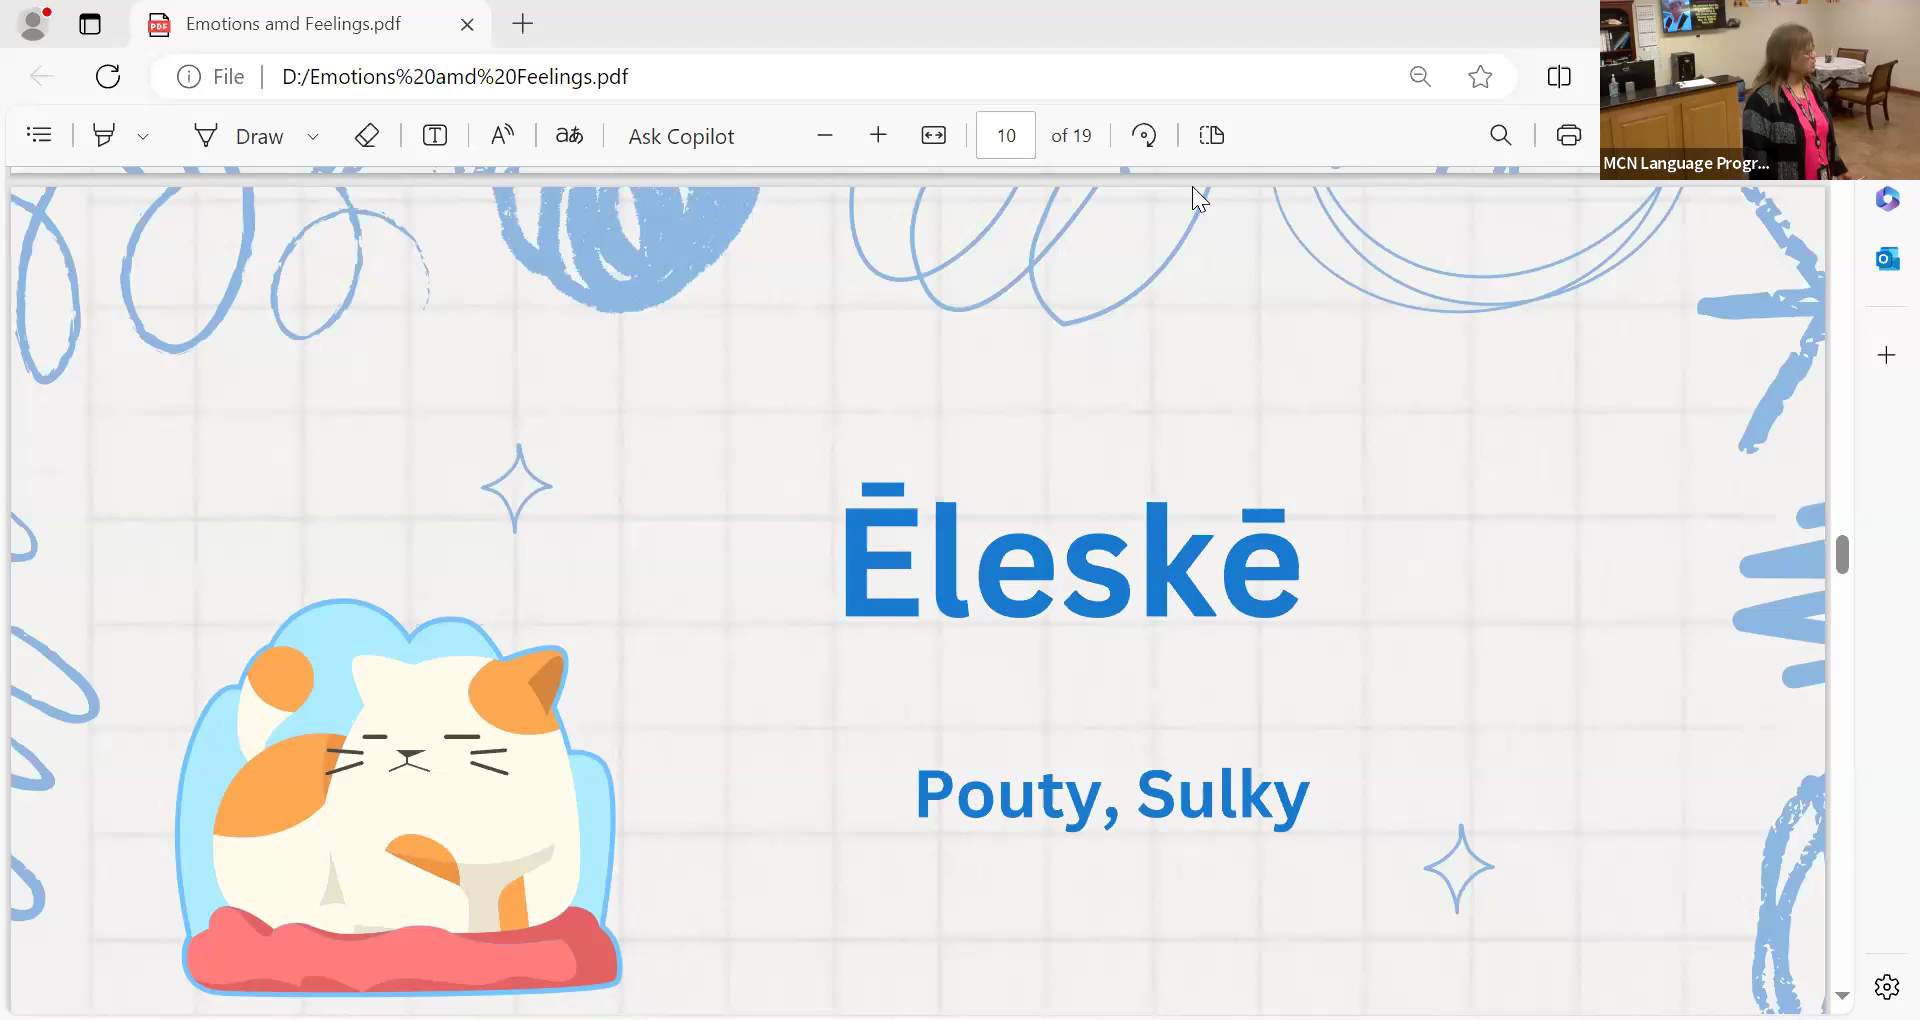 Emotions amd Feelings.pdf
File
D:/Emotions%20amd%20Feelings.pdf
Draw
Ask Copilot
10 of 19
MCN Language Progr...
Ēleskē
Pouty, Sulky